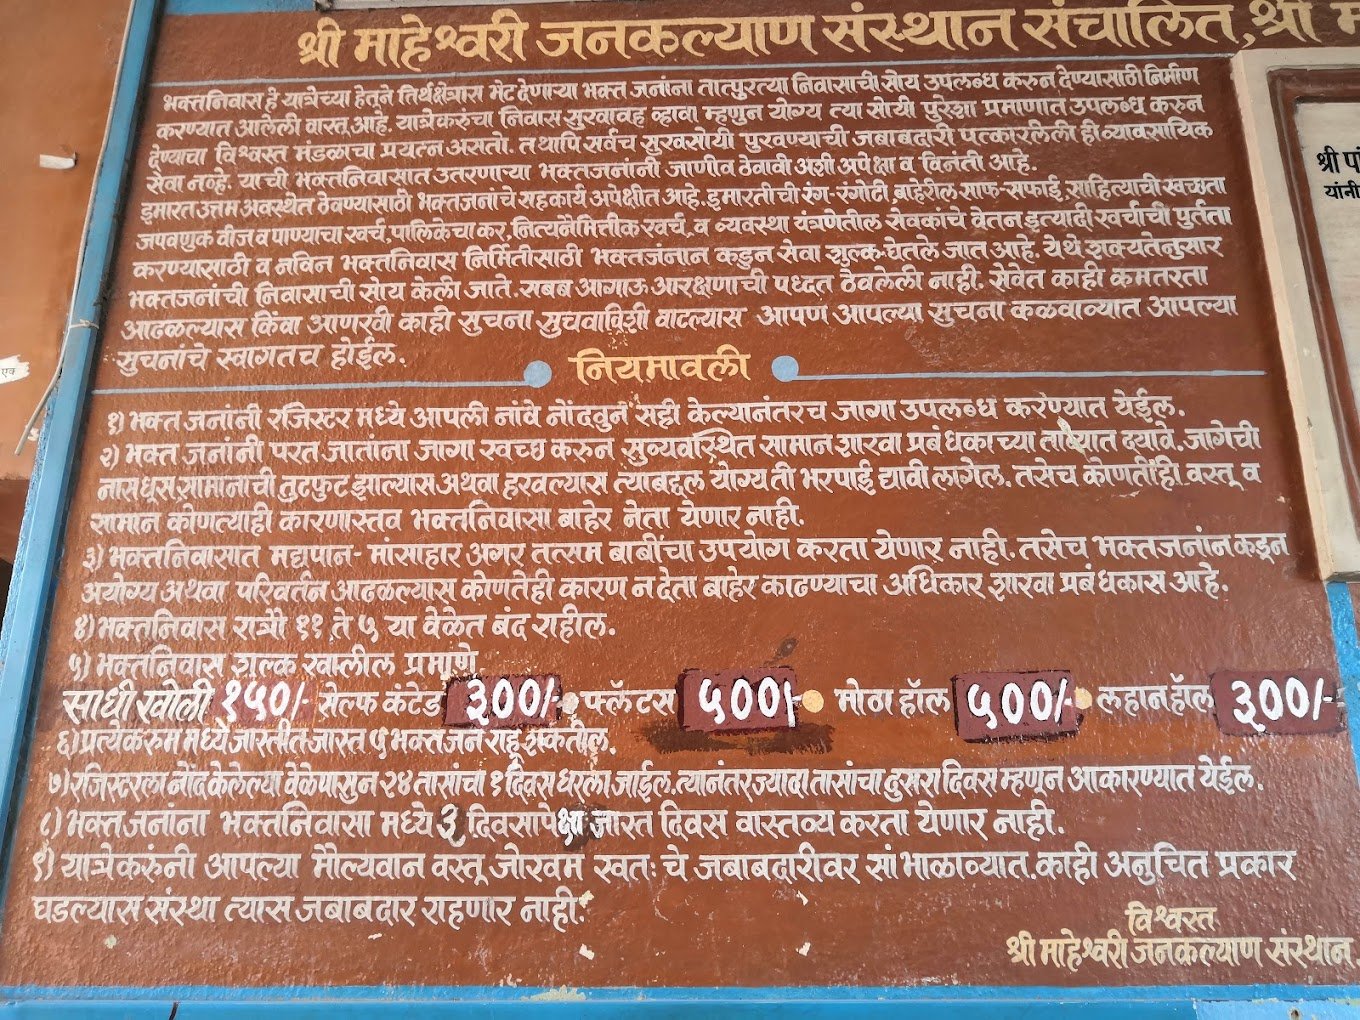 श्री माहेश्वरी जनकल्याण संस्थान संचालित, श्री म
भक्तनिवास हे यात्रेच्या हेतूने तिर्थक्षेत्रास भेट देणाऱ्या भक्त जनांना तात्पुरत्या निवासाची सोय उपलब्ध करुन देण्यासाठी निर्माण
करण्यात आलेली वास्तू आहे. यात्रेकरुंचा निवास सुखावह व्हावा म्हणुन योग्य त्या सोयी पुरेशा प्रमाणात उपलब्ध करुन
देण्याचा विश्वस्त मंडळाचा प्रयत्न असतो. तथापि सर्वच सुखसोयी पुरवण्याची जबाबदारी पत्कारलेली ही व्यावसायिक
सेवा नव्हे. याची भक्तनिवासात उतरणाऱ्या भक्तजनांनी जाणीव ठेवावी अशी अपेक्षा व विनंती आहे.
इमारत उत्तम अवस्थेत ठेवण्यासाठी भक्तजनांचे सहकार्य अपेक्षीत आहे. इमारतीची रंग-रंगोटी, बाहेरील साफ-सफाई, साहित्याची स्वच्छता
जपवणुक वीज व पाण्याचा खर्च, पालिकेचा कर, नित्यनैमित्तीक खर्च, व व्यवस्था यंत्रणेतील सेवकांचे वेतन, इत्यादी खर्चाची पुर्तता
करण्यासाठी व नविन भक्तनिवास निर्मितीसाठी भक्तजंनान कडुन सेवा शुल्क घेतले जात आहे. येथे शक्यतेनुसार
भक्तजनांची निवासाची सोय केली जाते. सबब आगाऊ आरक्षणाची पध्दत ठेवलेली नाही. सेवेत काही कमतरता
आढळल्यास किंवा आणखी काही सुचना सुचवाविशी वाटल्यास आपण आपल्या सुचना कळवाव्यात आपल्या
सुचनाचे स्वागतच होईल.
नियमावली
१) भक्त जनांनी रजिस्टर मध्ये आपली नांवे नोंदवुन सही केल्यानंतरच जागा उपलब्ध करण्यात येईल.
२) भक्त जनांनी परत जातांना जागा स्वच्छ करुन सुव्यवस्थित सामान शाखा प्रबंधकाच्या ताब्यात द्यावे. जागेची
नासधूस सामानाची तुटफुट झाल्यास अथवा हरवल्यास त्याबद्दल योग्य ती भरपाई द्यावी लागेल. तसेच कोणतीही वस्तू व
सामान कोणत्याही कारणास्तव भक्तनिवासा बाहेर नेता येणार नाही.
३) भक्तनिवासात मद्यपान - मांसाहार अगर तत्सम बाबींचा उपयोग करता येणार नाही. तसेच भक्तजनांन कडून
अयोग्य अथवा परिवर्तन आढळल्यास कोणतेही कारण न देता बाहेर काढण्याचा अधिकार शाखा प्रबंधकास आहे.
४) भक्तनिवास रात्रौ ११ ते ५ या वेळेत बंद राहील.
५) भक्तनिवास शुल्क खालील प्रमाणे
साधी खोली १५०/- सेल्फ कंटेड ३००/- फ्लॅटस ५००/- मोठा हॉल ५००/- लहान हॉल ३००/-
६) प्रत्येक रुम मध्ये जास्तीत जास्त ५ भक्त जन राहू शकतील.
७) रजिस्टरला नोंद केलेल्या वेळेपासुन २४ तासांचा १ दिवस धरला जाईल. त्यानंतर ज्यादा तासांचा दुसरा दिवस म्हणून आकारण्यात येईल.
८) भक्त जनांना भक्तनिवासा मध्ये ३ दिवसापेक्षा जास्त दिवस वास्तव्य करता येणार नाही.
९) यात्रेकरुंनी आपल्या मौल्यवान वस्तू जोखम स्वतः चे जबाबदारीवर सांभाळाव्यात. काही अनुचित प्रकार
घडल्यास संस्था त्यास जबाबदार राहणार नाही.
विश्वस्त
श्री माहेश्वरी जनकल्याण संस्थान
श्री पां
यांनी